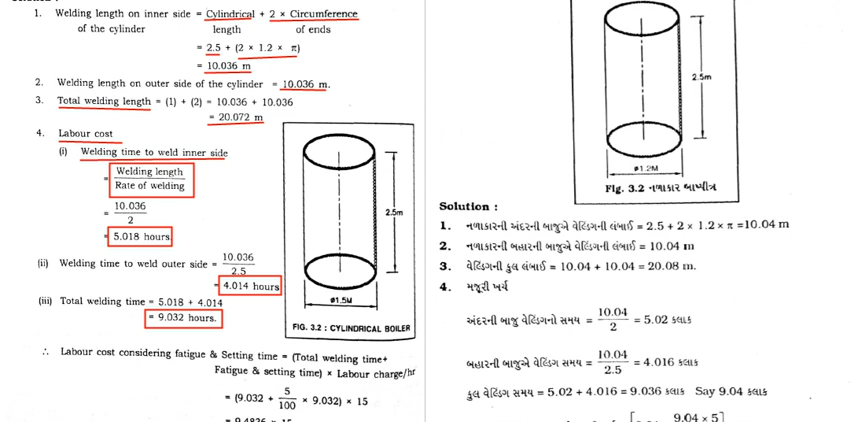 1. Welding length on inner side = Cylindrical + 2 × Circumference
of the cylinder length of ends
= 2.5 + (2 × 1.2 × π)
= 10.036 m
2. Welding length on outer side of the cylinder = 10.036 m.
3. Total welding length = (1) + (2) = 10.036 + 10.036
= 20.072 m
4. Labour cost
(i) Welding time to weld inner side
= Welding length
Rate of welding
= 10.036
2
= 5.018 hours
(ii) Welding time to weld outer side = 10.036
2.5
= 4.014 hours
(iii) Total welding time = 5.018 + 4.014
= 9.032 hours.
2.5m
ø1.5M
FIG. 3.2 : CYLINDRICAL BOILER
∴ Labour cost considering fatigue & Setting time = (Total welding time+
Fatigue & setting time) × Labour charge/hr
= (9.032 + 5/100 × 9.032) × 15
2.5m
ø1.2M
Fig. 3.2 નળાકાર બાષ્પીત્ર
Solution :
1. નળાકારની અંદરની બાજુએ વેલ્ડિંગની લંબાઈ = 2.5 + 2 × 1.2 × π =10.04 m
2. નળાકારની બહારની બાજુએ વેલ્ડિંગની લંબાઈ = 10.04 m
3. વેલ્ડિંગની કુલ લંબાઈ = 10.04 + 10.04 = 20.08 m.
4. મજૂરી ખર્ચ
અંદરની બાજુ વેલ્ડિંગનો સમય = 10.04/2 = 5.02 કલાક
બહારની બાજુએ વેલ્ડિંગ સમય = 10.04/2.5 = 4.016 કલાક
કુલ વેલ્ડિંગ સમય = 5.02 + 4.016 = 9.036 કલાક Say 9.04 કલાક
9.04 × 5